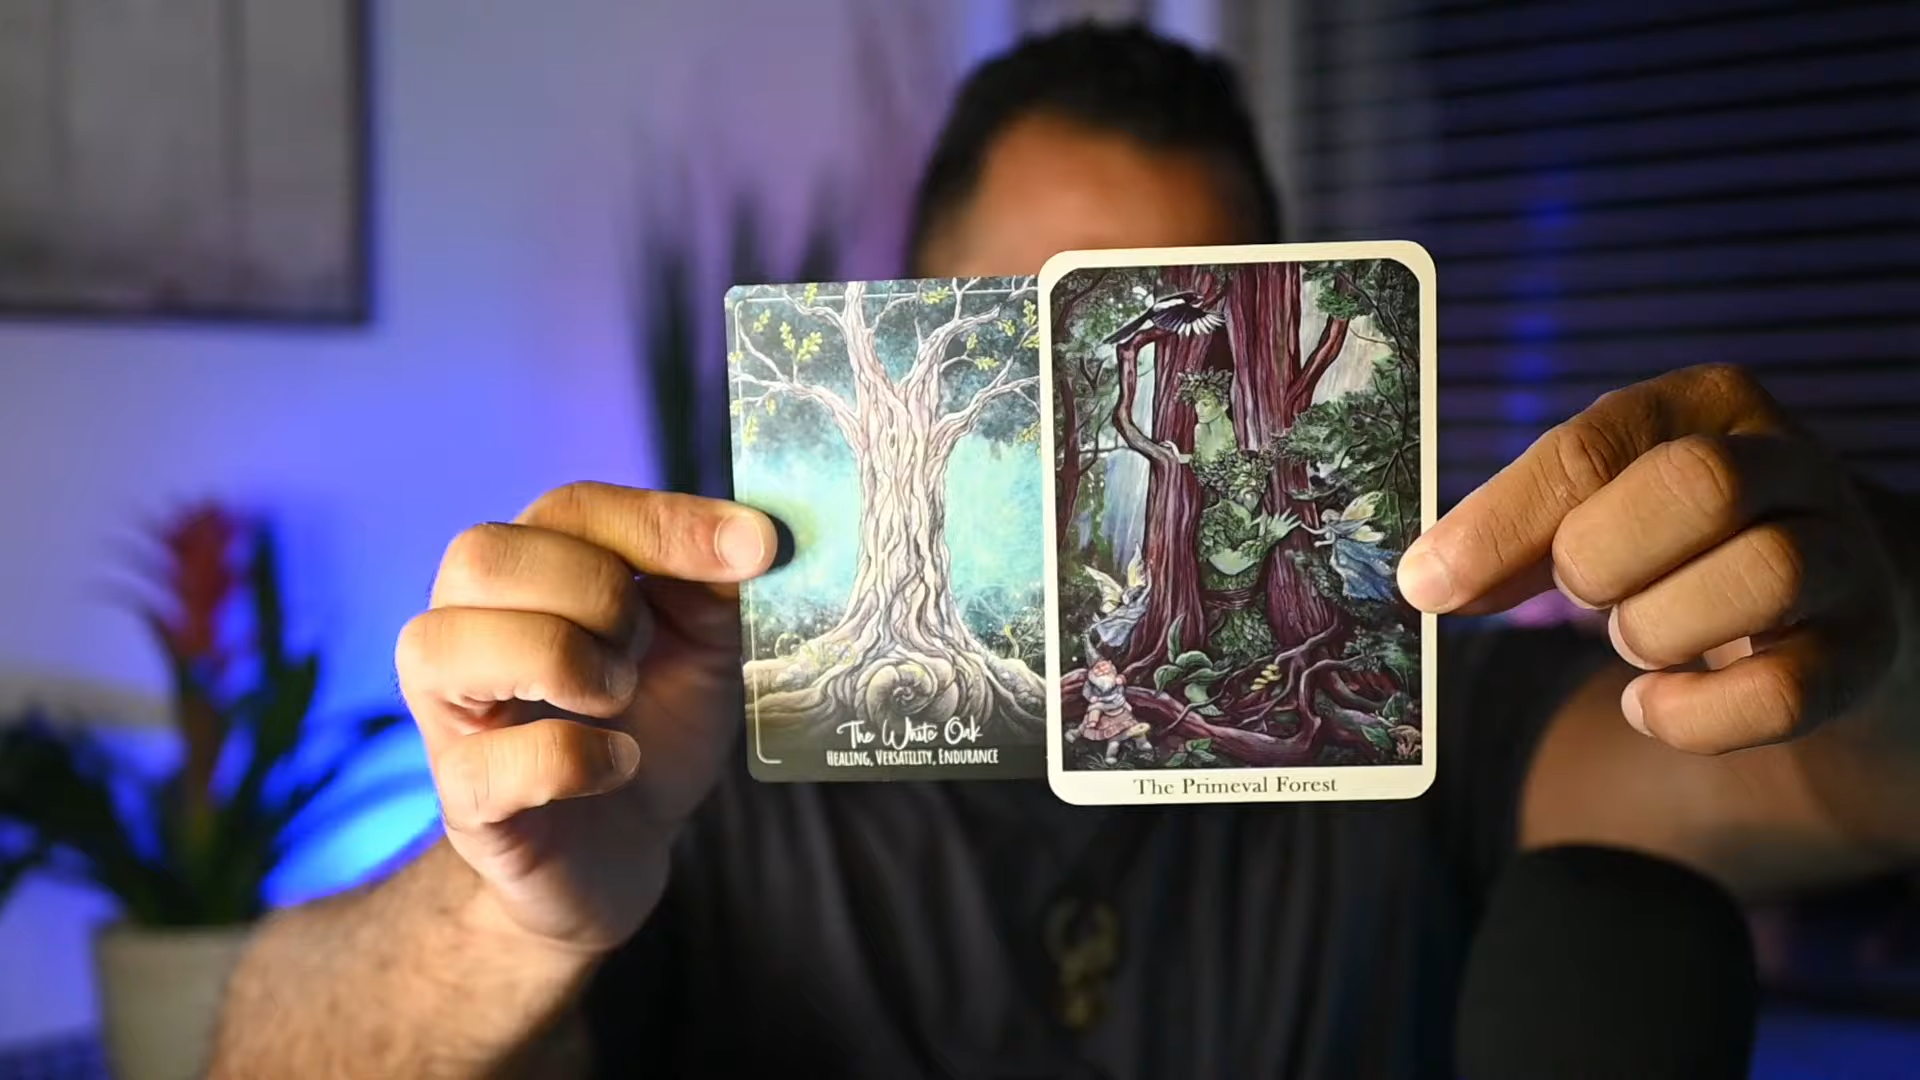 The White Oak
HEALING, VERSATILITY, ENDURANCE
The Primeval Forest